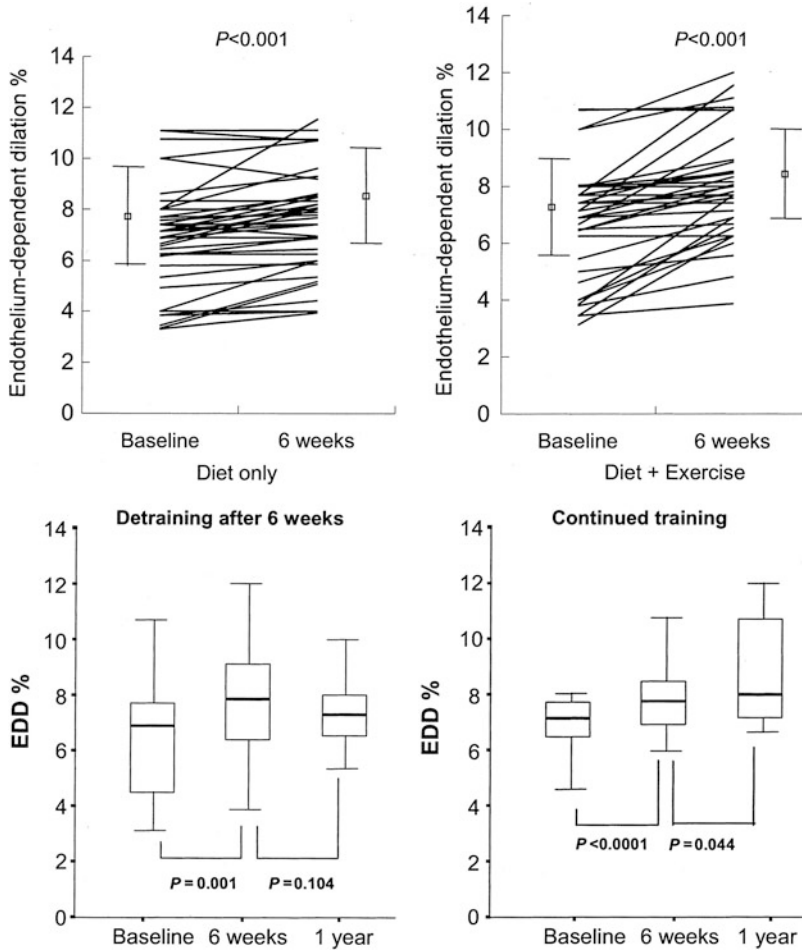 P<0.001
14
12
10
8
6
4
2
0
Endothelium-dependent dilation %
Baseline 6 weeks
Diet only
P<0.001
14
12
10
8
6
4
2
0
Endothelium-dependent dilation %
Baseline 6 weeks
Diet + Exercise
Detraining after 6 weeks
14
12
10
8
6
4
2
0
EDD %
P = 0.001 P = 0.104
Baseline 6 weeks 1 year
Continued training
14
12
10
8
6
4
2
0
EDD %
P<0.0001 P = 0.044
Baseline 6 weeks 1 year